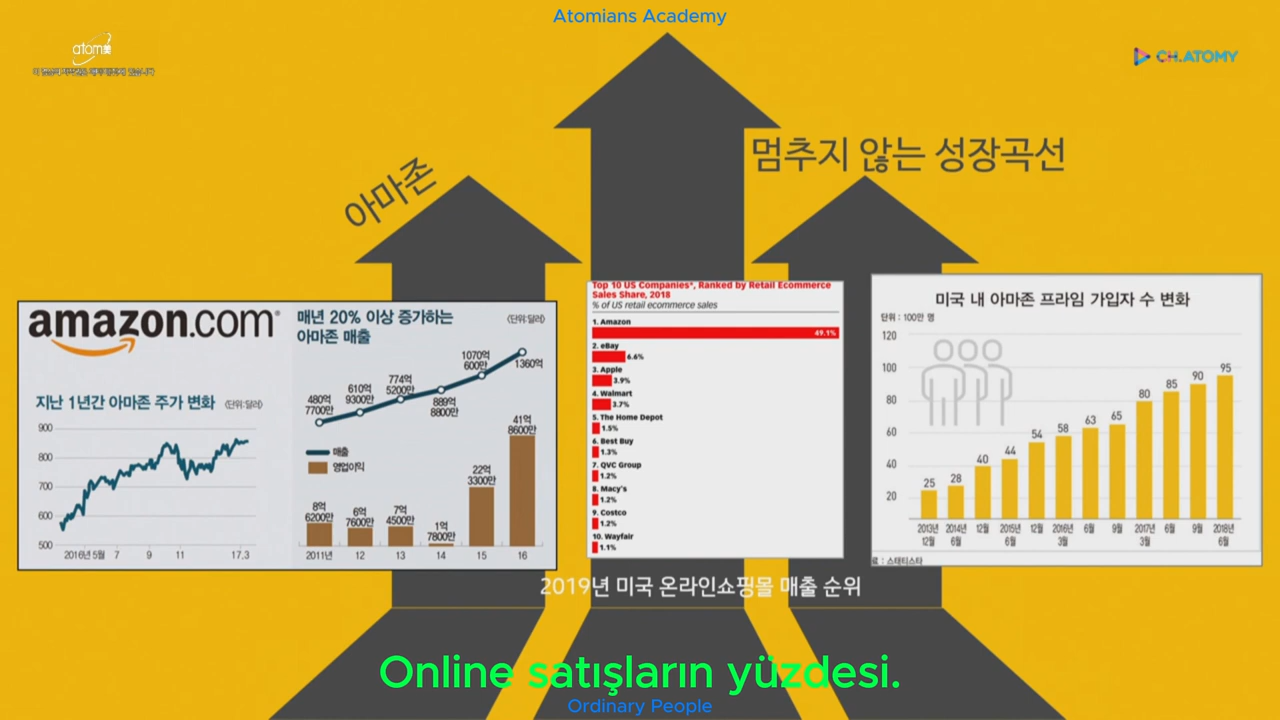 Atomians Academy
atom美
CH.ATOMY
아마존
멈추지 않는 성장곡선
amazon.com
지난 1년간 아마존 주가 변화 (단위:달러)
900
800
700
600
500
2016년 5월 7 9 11 17.3
매년 20% 이상 증가하는 (단위:달러)
아마존 매출
480억
7700만
610억
9300만
774억
5200만
889억
8800만
1070억
600만
1360억
매출
영업이익
8억
6200만
6억
7600만
7억
4500만
1억
7800만
22억
3300만
41억
8600만
2011년 12 13 14 15 16
Top 10 US Companies*, Ranked by Retail Ecommerce
Sales Share, 2018
% of US retail ecommerce sales
1. Amazon
49.1%
2. eBay
6.6%
3. Apple
3.9%
4. Walmart
3.7%
5. The Home Depot
1.5%
6. Best Buy
1.3%
7. QVC Group
1.2%
8. Macy's
1.2%
9. Costco
1.2%
10. Wayfair
1.1%
미국 내 아마존 프라임 가입자 수 변화
단위 : 100만 명
120
100
80
60
40
20
25 28 40 44 54 58 63 65 80 85 90 95
2013년 2014년 12월 2015년 12월 2016년 6월 9월 2017년 6월 9월 2018년
12월 6월 6월 3월 3월 6월
료 : 스태티스타
2019년 미국 온라인쇼핑몰 매출 순위
Online satışların yüzdesi.
Ordinary People